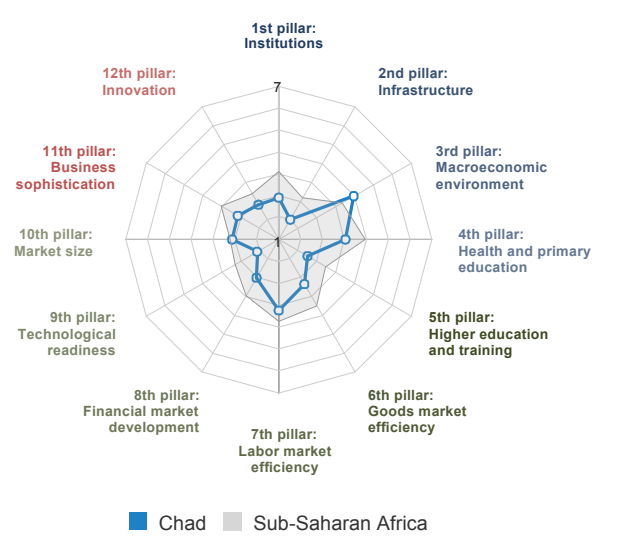 1st pillar:
Institutions
2nd pillar:
Infrastructure
3rd pillar:
Macroeconomic
environment
4th pillar:
Health and primary
education
5th pillar:
Higher education
and training
6th pillar:
Goods market
efficiency
7th pillar:
Labor market
efficiency
8th pillar:
Financial market
development
9th pillar:
Technological
readiness
10th pillar:
Market size
11th pillar:
Business
sophistication
12th pillar:
Innovation
7
1
Chad
Sub-Saharan Africa